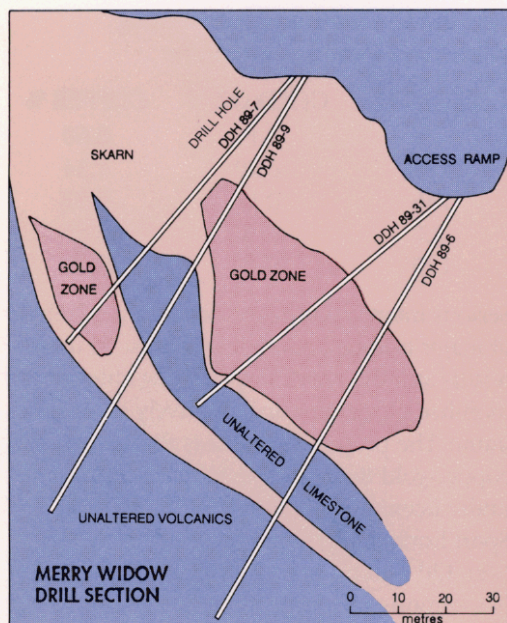 DRILL HOLE
DDH 89-7
DDH 89-9
SKARN
ACCESS RAMP
DDH 89-31
DDH 89-6
GOLD
ZONE
GOLD ZONE
UNALTERED
LIMESTONE
UNALTERED VOLCANICS
MERRY WIDOW
DRILL SECTION
0 10 20 30
metres